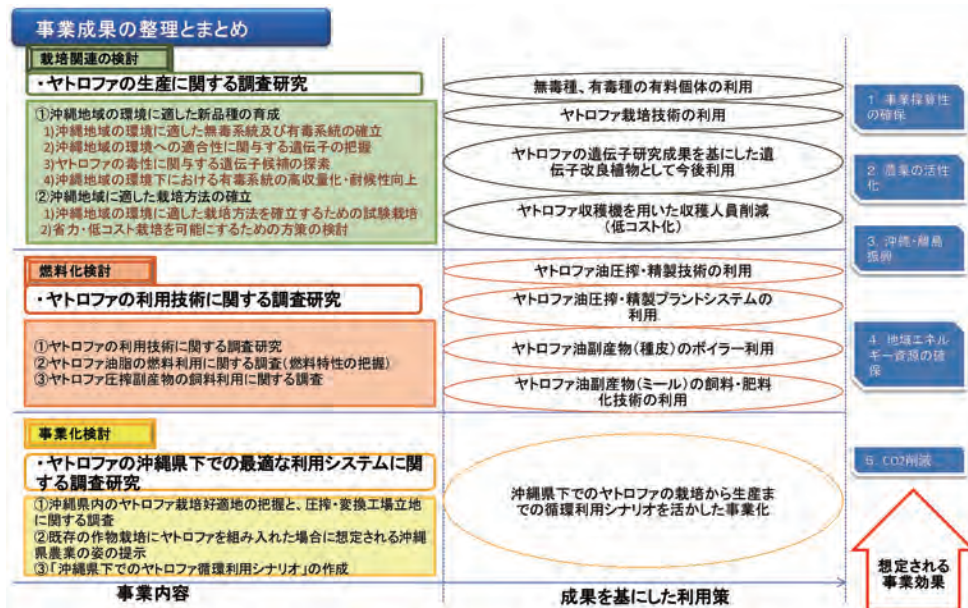 事業成果の整理とまとめ
栽培関連の検討
・ヤトロファの生産に関する調査研究
①沖縄地域の環境に適した新品種の育成
1)沖縄地域の環境に適した無毒系統及び有毒系統の確立
2)沖縄地域の環境への適合性に関与する遺伝子の把握
3)ヤトロファの毒性に関与する遺伝子候補の探索
4)沖縄地域の環境下における有毒系統の高収量化・耐候性向上
②沖縄地域に適した栽培方法の確立
1)沖縄地域の環境に適した栽培方法を確立するための試験栽培
2)省力・低コスト栽培を可能にするための方策の検討
無毒種、有毒種の有料個体の利用
ヤトロファ栽培技術の利用
ヤトロファの遺伝子研究成果を基にした遺
伝子改良植物として今後利用
ヤトロファ収穫機を用いた収穫人員削減
(低コスト化)
燃料化検討
・ヤトロファの利用技術に関する調査研究
①ヤトロファの利用技術に関する調査研究
②ヤトロファ油脂の燃料利用に関する調査(燃料特性の把握)
③ヤトロファ圧搾副産物の飼料利用に関する調査
ヤトロファ油圧搾・精製技術の利用
ヤトロファ油圧搾・精製プラントシステムの
利用
ヤトロファ油副産物(種皮)のボイラー利用
ヤトロファ油副産物(ミール)の飼料・肥料
化技術の利用
事業化検討
・ヤトロファの沖縄県下での最適な利用システムに関
する調査研究
①沖縄県内のヤトロファ栽培好適地の把握と、圧搾・変換工場立地
に関する調査
②既存の作物栽培にヤトロファを組み入れた場合に想定される沖縄
県農業の姿の提示
③「沖縄県下でのヤトロファ循環利用シナリオ」の作成
沖縄県下でのヤトロファの栽培から生産ま
での循環利用シナリオを活かした事業化
1. 事業採算性
の確保
2. 農業の活性
化
3. 沖縄・離島
振興
4. 地域エネル
ギー資源の確
保
5. CO2削減
想定される
事業効果
事業内容
成果を基にした利用策